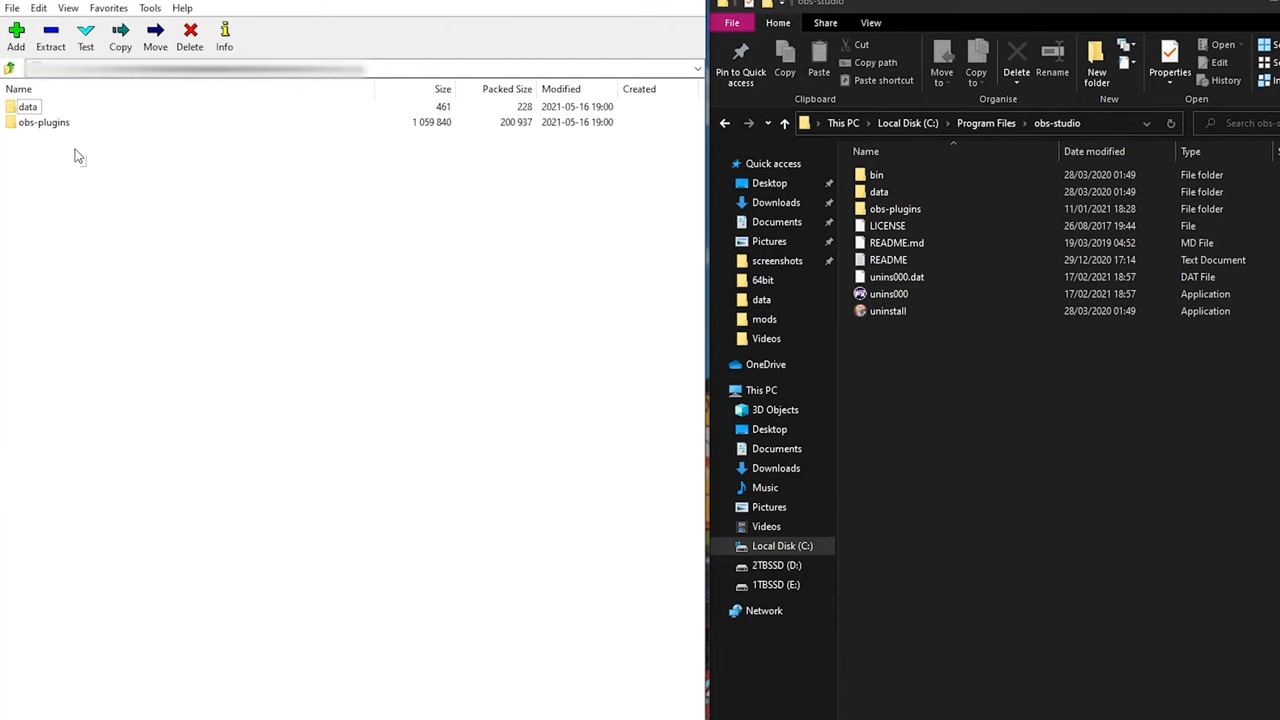 File Edit View Favorites Tools Help
Add Extract Test Copy Move Delete Info
Name Size Packed Size Modified Created
data 461 228 2021-05-16 19:00
obs-plugins 1 059 840 200 937 2021-05-16 19:00
obs-studio
File Home Share View
Pin to Quick access
Copy
Paste
Cut
Copy path
Paste shortcut
Clipboard
Move to
Copy to
Delete
Rename
Organise
New folder
New
Properties
Open
Edit
History
Open
Se
This PC Local Disk (C:) Program Files obs-studio
Search obs-
Quick access
Desktop
Downloads
Documents
Pictures
screenshots
64bit
data
mods
Videos
OneDrive
This PC
3D Objects
Desktop
Documents
Downloads
Music
Pictures
Videos
Local Disk (C:)
2TBSSD (D:)
1TBSSD (E:)
Network
Name Date modified Type
bin 28/03/2020 01:49 File folder
data 28/03/2020 01:49 File folder
obs-plugins 11/01/2021 18:28 File folder
LICENSE 26/08/2017 19:44 File
README.md 19/03/2019 04:52 MD File
README 29/12/2020 17:14 Text Document
unins000.dat 17/02/2021 18:57 DAT File
unins000 17/02/2021 18:57 Application
uninstall 28/03/2020 01:49 Application